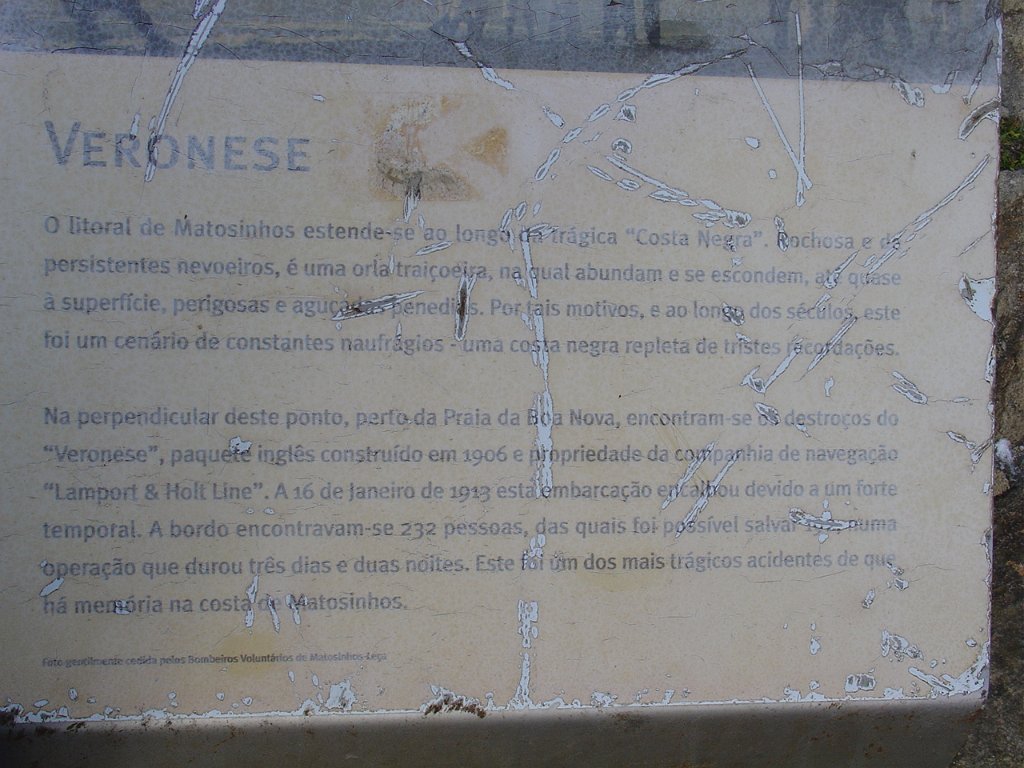 VERONESE
O litoral de Matosinhos estende-se ao longo da trágica “Costa Negra”. Rochosa e de
persistentes nevoeiros, é uma orla traiçoeira, na qual abundam e se escondem, até quase
à superfície, perigosas e aguçadas penedias. Por tais motivos, e ao longo dos séculos, este
foi um cenário de constantes naufrágios - uma costa negra repleta de tristes recordações.
Na perpendicular deste ponto, perto da Praia da Boa Nova, encontram-se os destroços do
“Veronese”, paquete inglês construído em 1906 e propriedade da companhia de navegação
“Lamport & Holt Line”. A 16 de Janeiro de 1913 esta embarcação encalhou devido a um forte
temporal. A bordo encontravam-se 232 pessoas, das quais foi possível salvar numa
operação que durou três dias e duas noites. Este foi um dos mais trágicos acidentes de que
há memória na costa de Matosinhos.
Foto gentilmente cedida pelos Bombeiros Voluntários de Matosinhos-Leça